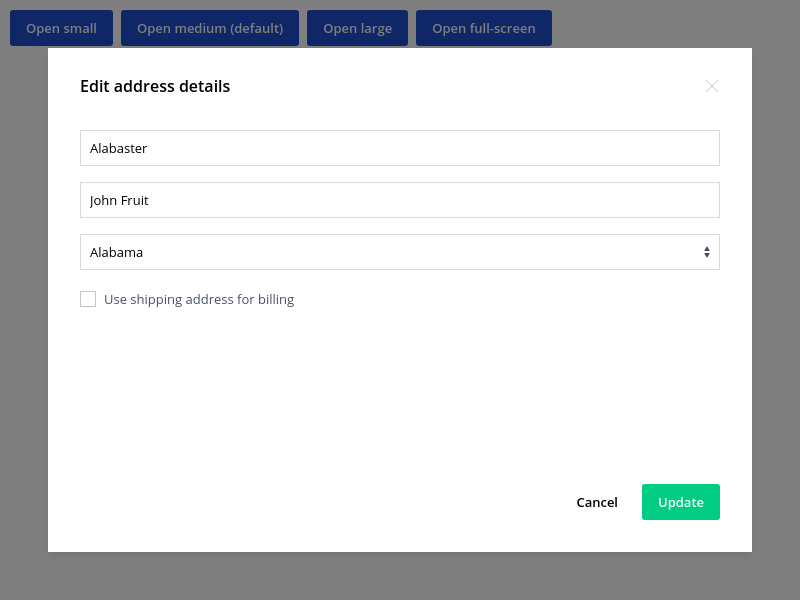 Open small Open medium (default) Open large Open full-screen
Edit address details
Alabaster
John Fruit
Alabama
Use shipping address for billing
Cancel Update